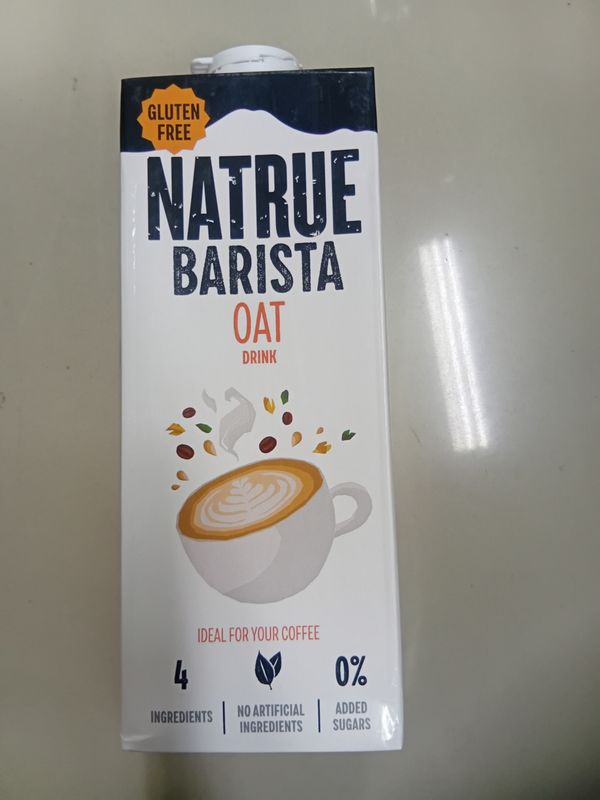 GLUTEN
FREE
NATRUE
BARISTA
OAT
DRINK
IDEAL FOR YOUR COFFEE
4
INGREDIENTS
NO ARTIFICIAL
INGREDIENTS
0%
ADDED
SUGARS